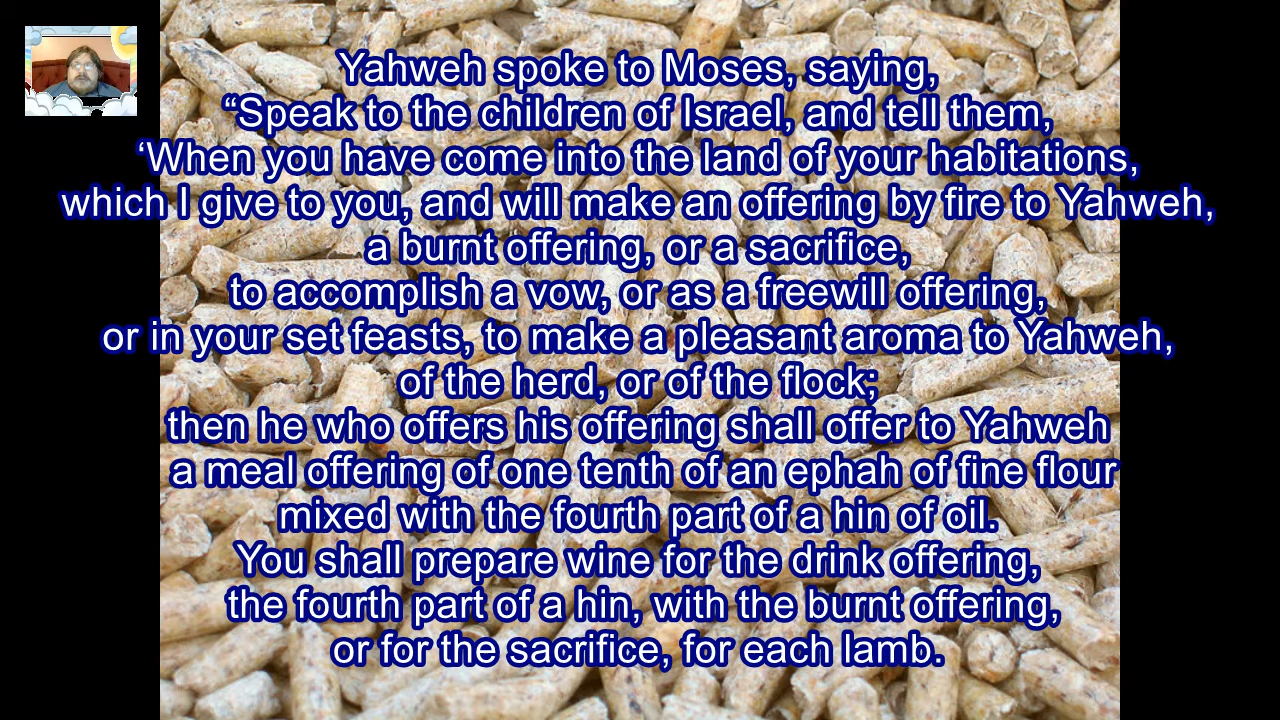 Yahweh spoke to Moses, saying,
“Speak to the children of Israel, and tell them,
‘When you have come into the land of your habitations,
which I give to you, and will make an offering by fire to Yahweh,
a burnt offering, or a sacrifice,
to accomplish a vow, or as a freewill offering,
or in your set feasts, to make a pleasant aroma to Yahweh,
of the herd, or of the flock;
then he who offers his offering shall offer to Yahweh
a meal offering of one tenth of an ephah of fine flour
mixed with the fourth part of a hin of oil.
You shall prepare wine for the drink offering,
the fourth part of a hin, with the burnt offering,
or for the sacrifice, for each lamb.